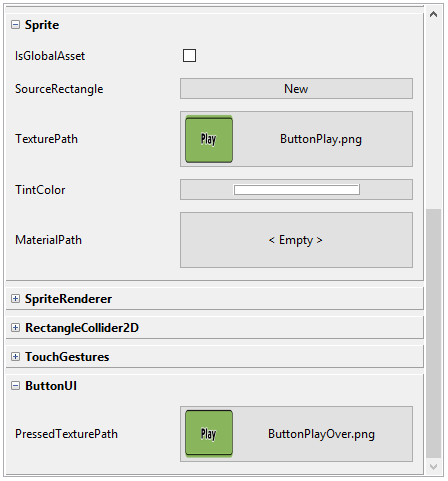 Sprite
IsGlobalAsset
SourceRectangle New
TexturePath Play ButtonPlay.png
TintColor
MaterialPath < Empty >
SpriteRenderer
RectangleCollider2D
TouchGestures
ButtonUI
PressedTexturePath Play ButtonPlayOver.png